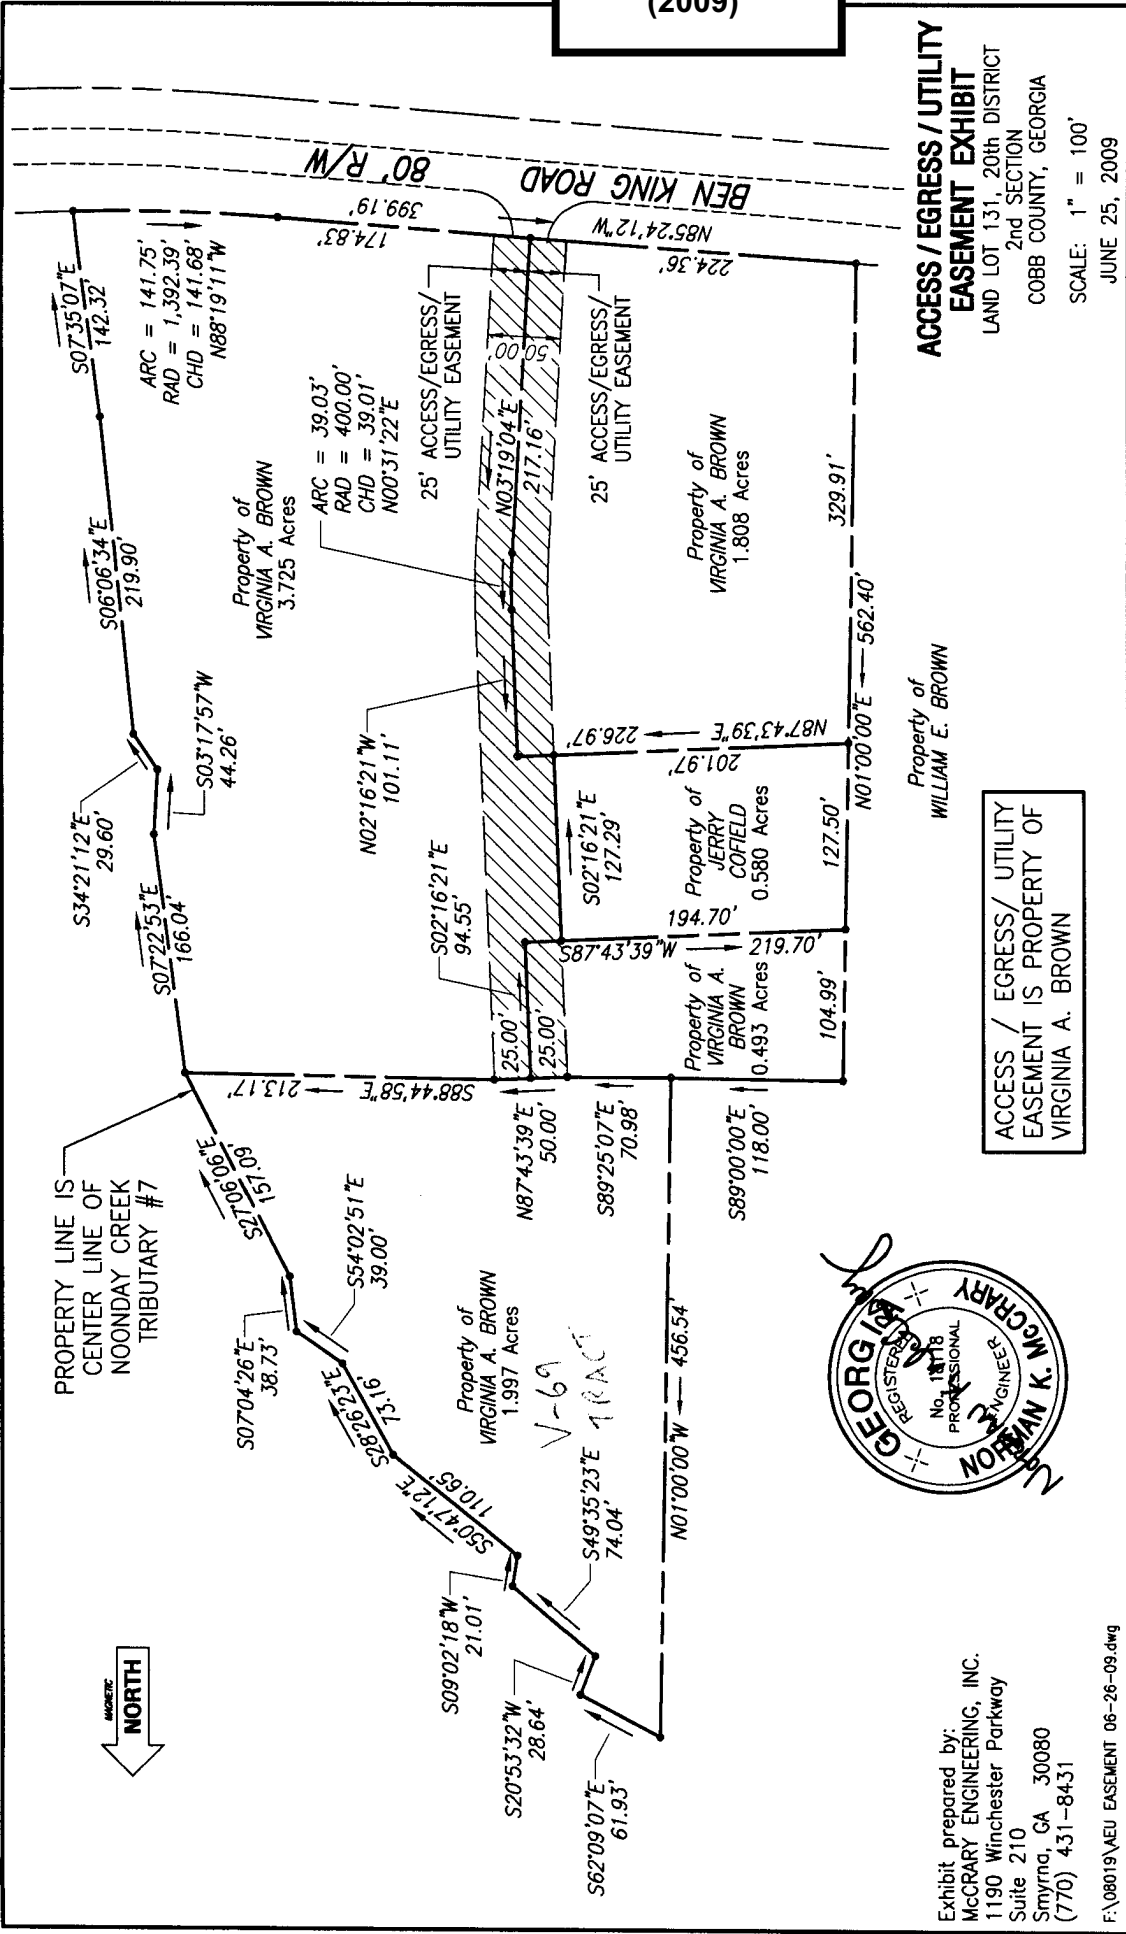 (2009)
PROPERTY LINE IS
CENTER LINE OF
NOONDAY CREEK
TRIBUTARY #7
MAGNETIC
NORTH
S62°09'07"E
61.93'
S20°53'32"W
28.64'
S49°35'23"E
74.04'
S09°02'18"W
21.01'
S50°47'12"E
110.65'
S28°26'23"E
73.16'
S54°02'51"E
39.00'
S07°04'26"E
38.73'
S27°06'06"E
157.09'
S07°22'53"E
166.04'
S03°17'57"W
44.26'
S34°21'12"E
29.60'
S06°06'34"E
219.90'
S07°35'07"E
142.32'
ARC = 141.75'
RAD = 1,392.39'
CHD = 141.68'
N88°19'11"W
174.83'
399.19'
80' R/W
BEN KING ROAD
N85°24'12"W
224.36'
Property of
VIRGINIA A. BROWN
3.725 Acres
ARC = 39.03'
RAD = 400.00'
CHD = 39.01'
N00°31'22"E
25' ACCESS/EGRESS/
UTILITY EASEMENT
50.00'
N03°19'04"E
217.16'
25' ACCESS/EGRESS/
UTILITY EASEMENT
N02°16'21"W
101.11'
S02°16'21"E
94.55'
S02°16'21"E
127.29'
25.00'
25.00'
S88°44'58"E
213.17'
N87°43'39"E
50.00'
S89°25'07"E
70.98'
S89°00'00"E
118.00'
Property of
VIRGINIA A. BROWN
1.997 Acres
V-69
TRACT
N01°00'00"W
456.54'
Property of
VIRGINIA A.
BROWN
0.493 Acres
S87°43'39"W
219.70'
194.70'
104.99'
Property of
JERRY
COFIELD
0.580 Acres
127.50'
N87°43'39"E
226.97'
201.97'
Property of
VIRGINIA A. BROWN
1.808 Acres
329.91'
N01°00'00"E
562.40'
Property of
WILLIAM E. BROWN
ACCESS / EGRESS/ UTILITY
EASEMENT IS PROPERTY OF
VIRGINIA A. BROWN
GEORGIA
REGISTERED
PROFESSIONAL
ENGINEER
NORMAN K. McCRARY
ACCESS / EGRESS / UTILITY
EASEMENT EXHIBIT
LAND LOT 131, 20th DISTRICT
2nd SECTION
COBB COUNTY, GEORGIA
SCALE: 1" = 100'
JUNE 25, 2009
Exhibit prepared by:
McCRARY ENGINEERING, INC.
1190 Winchester Parkway
Suite 210
Smyrna, GA 30080
(770) 431-8431
F:\08019\AEU EASEMENT 06-26-09.dwg